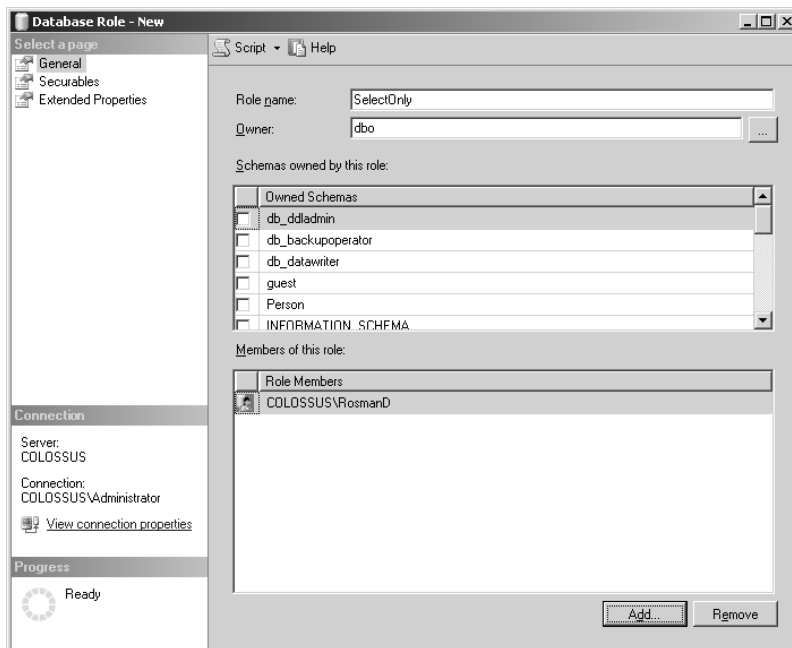 Database Role - New
Select a page
General
Securables
Extended Properties
Script
Help
Role name:
SelectOnly
Owner:
dbo
...
Schemas owned by this role:
Owned Schemas
db_ddladmin
db_backupoperator
db_datawriter
guest
Person
INFORMATION_SCHEMA
Members of this role:
Role Members
COLOSSUS\RosmanD
Connection
Server:
COLOSSUS
Connection:
COLOSSUS\Administrator
View connection properties
Progress
Ready
Add...
Remove